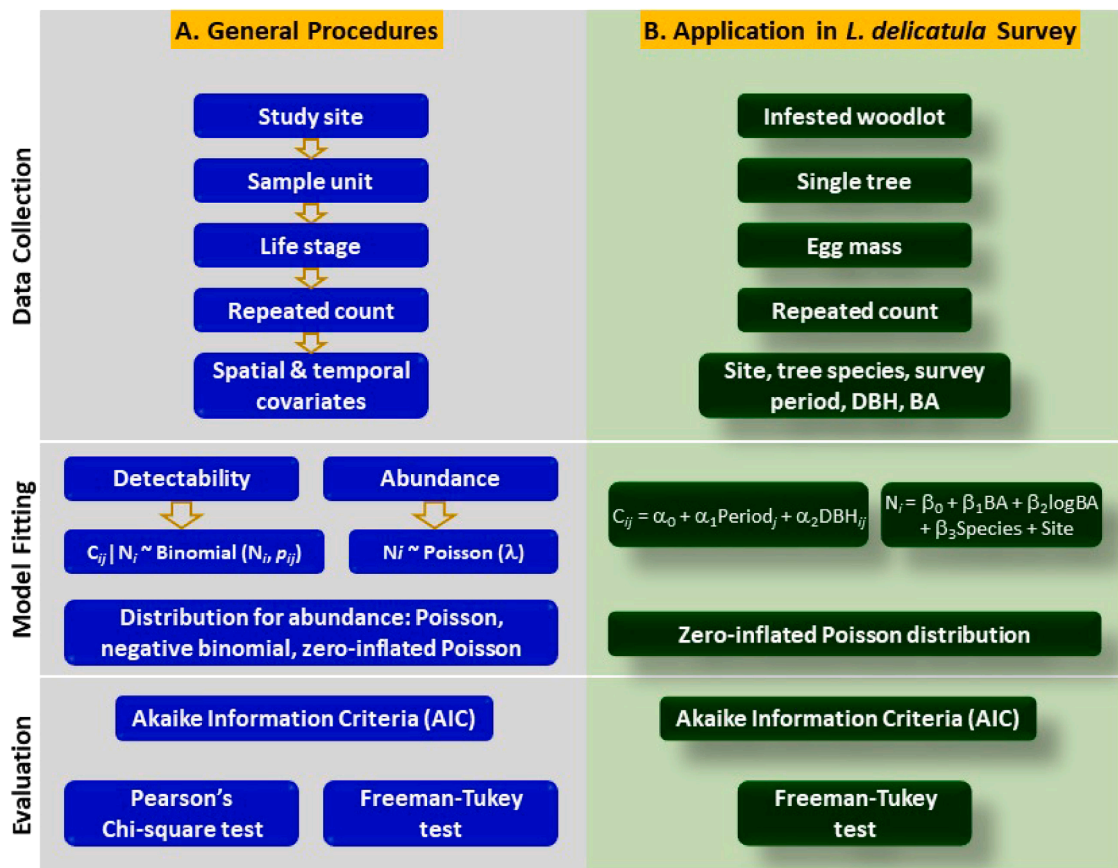 A. General Procedures
B. Application in L. delicatula Survey
Data Collection
Study site
Sample unit
Life stage
Repeated count
Spatial & temporal
covariates
Infested woodlot
Single tree
Egg mass
Repeated count
Site, tree species, survey
period, DBH, BA
Model Fitting
Detectability
Abundance
Cᵢⱼ | Nᵢ ~ Binomial (Nᵢ, pᵢⱼ)
Ni ~ Poisson (λ)
Distribution for abundance: Poisson,
negative binomial, zero-inflated Poisson
Cᵢⱼ = α₀ + α₁Periodⱼ + α₂DBHᵢⱼ
Nᵢ = β₀ + β₁BA + β₂logBA
+ β₃Species + Site
Zero-inflated Poisson distribution
Evaluation
Akaike Information Criteria (AIC)
Pearson’s
Chi-square test
Freeman-Tukey
test
Akaike Information Criteria (AIC)
Freeman-Tukey
test